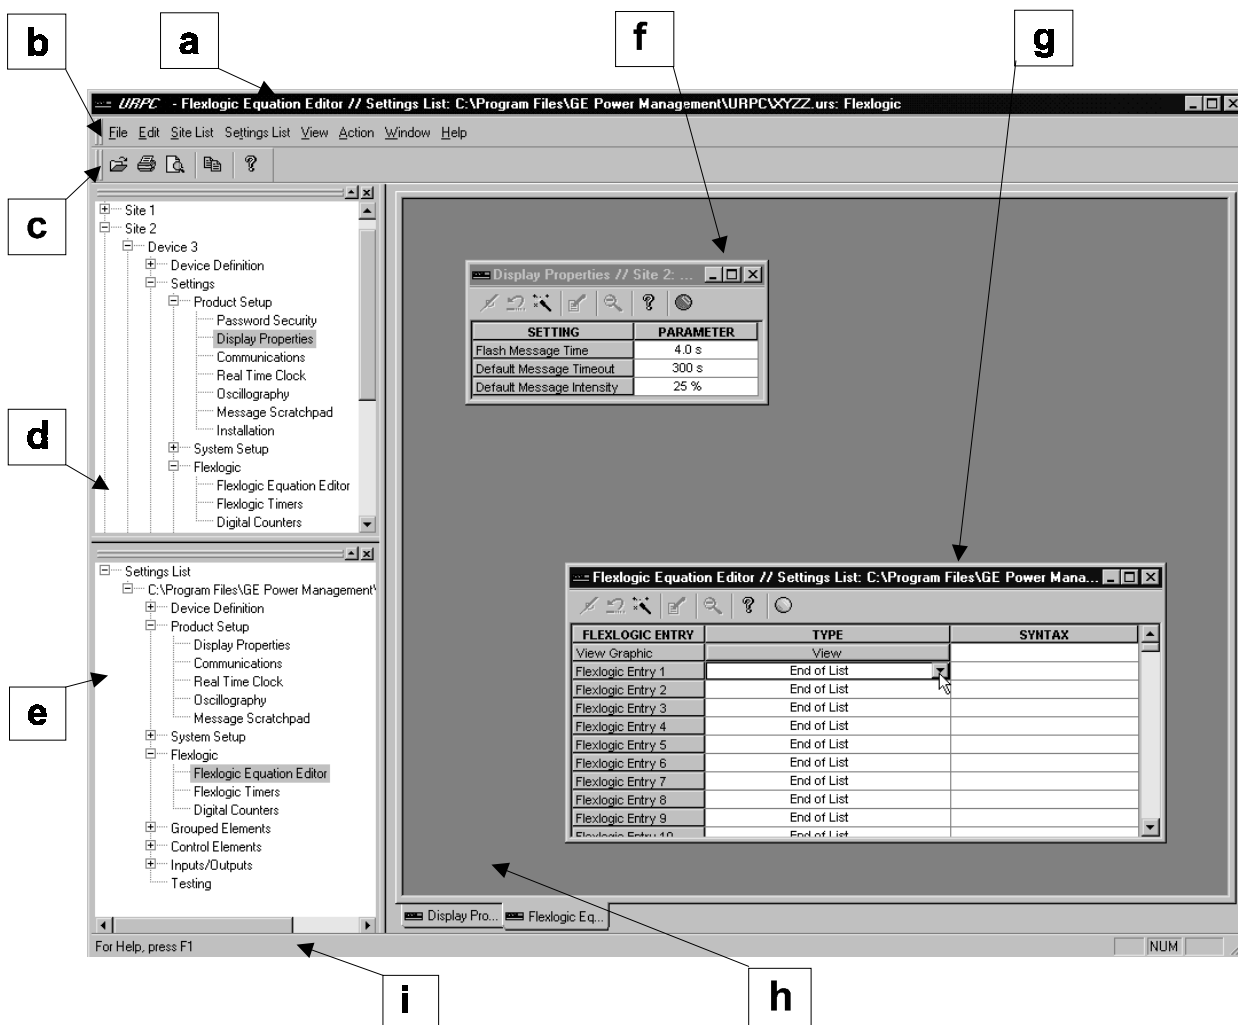 b
a
f
g
URPC - Flexlogic Equation Editor // Settings List: C:\Program Files\GE Power Management\URPC\XYZZ.urs: Flexlogic
File Edit Site List Settings List View Action Window Help
c
Site 1
Site 2
Device 3
Device Definition
Settings
Product Setup
Password Security
Display Properties
Communications
Real Time Clock
Oscillography
Message Scratchpad
Installation
System Setup
Flexlogic
Flexlogic Equation Editor
Flexlogic Timers
Digital Counters
d
Display Properties // Site 2: ...
SETTING PARAMETER
Flash Message Time 4.0 s
Default Message Timeout 300 s
Default Message Intensity 25 %
Settings List
C:\Program Files\GE Power Management\
Device Definition
Product Setup
Display Properties
Communications
Real Time Clock
Oscillography
Message Scratchpad
System Setup
Flexlogic
Flexlogic Equation Editor
Flexlogic Timers
Digital Counters
Grouped Elements
Control Elements
Inputs/Outputs
Testing
e
Flexlogic Equation Editor // Settings List: C:\Program Files\GE Power Mana...
FLEXLOGIC ENTRY TYPE SYNTAX
View Graphic View
Flexlogic Entry 1 End of List
Flexlogic Entry 2 End of List
Flexlogic Entry 3 End of List
Flexlogic Entry 4 End of List
Flexlogic Entry 5 End of List
Flexlogic Entry 6 End of List
Flexlogic Entry 7 End of List
Flexlogic Entry 8 End of List
Flexlogic Entry 9 End of List
Flexlogic Entry 10 End of List
Display Pro... Flexlogic Eq...
For Help, press F1 NUM
i
h